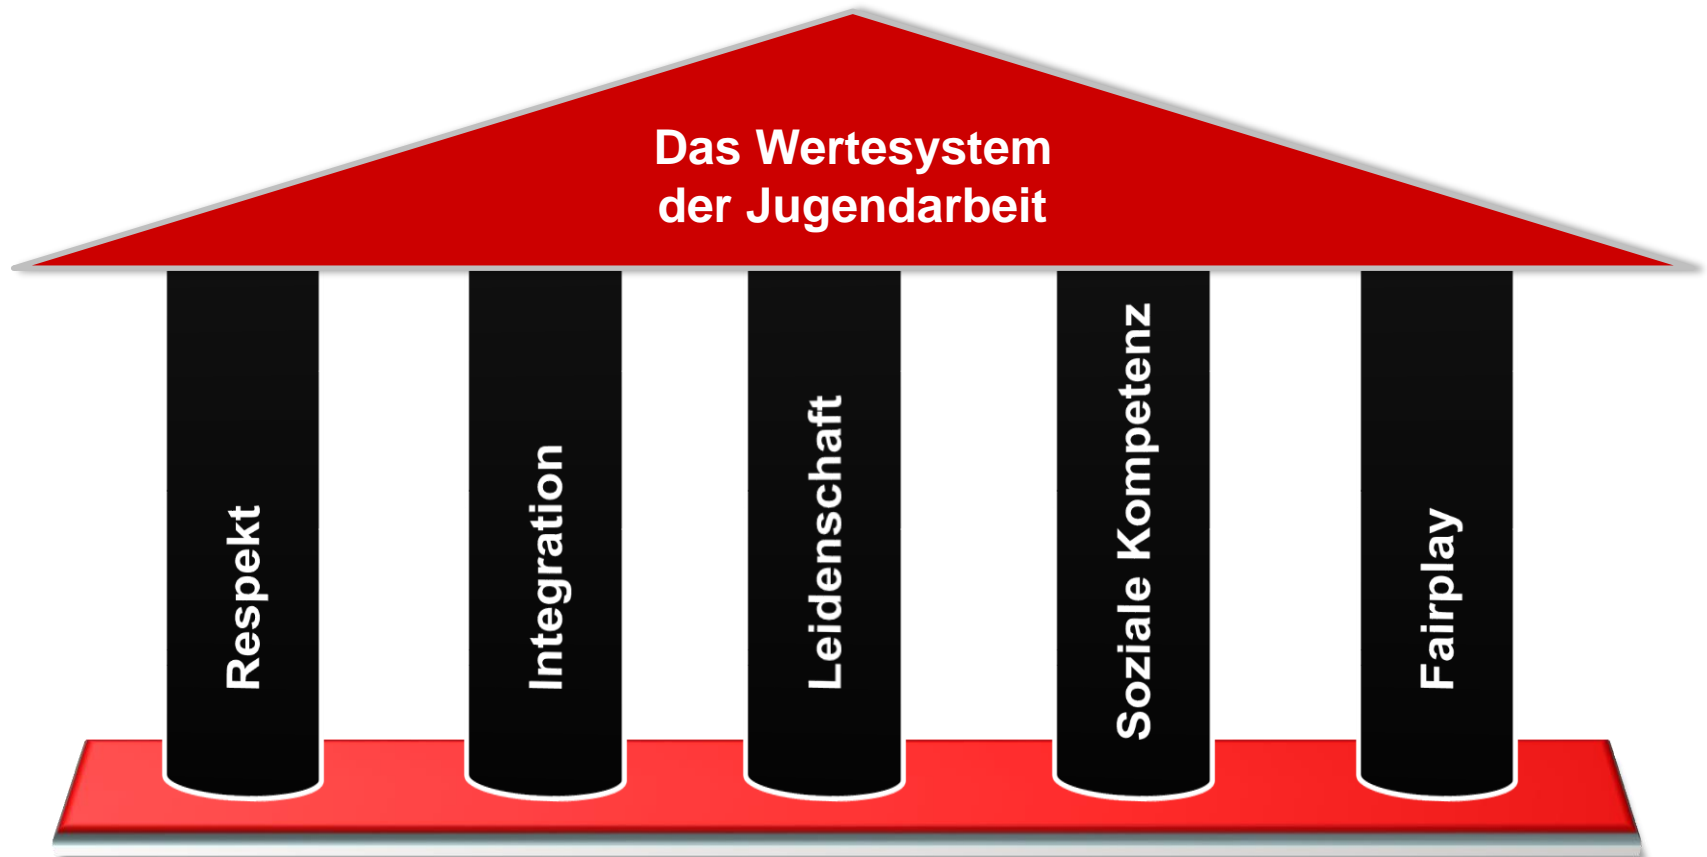 Das Wertesystem
der Jugendarbeit
Respekt
Integration
Leidenschaft
Soziale Kompetenz
Fairplay